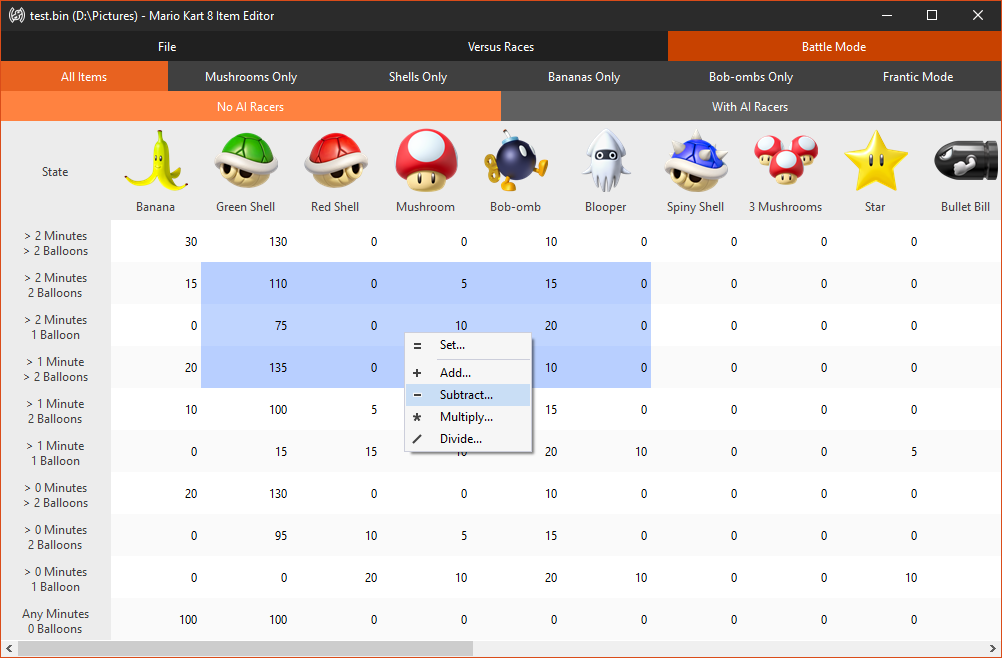 test.bin (D:\Pictures) - Mario Kart 8 Item Editor
File Versus Races Battle Mode
All Items Mushrooms Only Shells Only Bananas Only Bob-ombs Only Frantic Mode
No AI Racers With AI Racers
State
Banana Green Shell Red Shell Mushroom Bob-omb Blooper Spiny Shell 3 Mushrooms Star Bullet Bill
> 2 Minutes
> 2 Balloons
30 130 0 0 10 0 0 0 0
> 2 Minutes
2 Balloons
15 110 0 5 15 0 0 0 0
> 2 Minutes
1 Balloon
0 75 0 10 20 0 0 0 0
> 1 Minute
> 2 Balloons
20 135 0 10 0 0 0 0
> 1 Minute
2 Balloons
10 100 5 15 0 0 0 0
> 1 Minute
1 Balloon
0 15 15 10 20 10 0 0 5
> 0 Minutes
> 2 Balloons
20 130 0 0 10 0 0 0 0
> 0 Minutes
2 Balloons
0 95 10 5 15 0 0 0 0
> 0 Minutes
1 Balloon
0 0 20 10 20 10 0 0 10
Any Minutes
0 Balloons
100 100 0 0 0 0 0 0 0
= Set...
+ Add...
− Subtract...
* Multiply...
/ Divide...